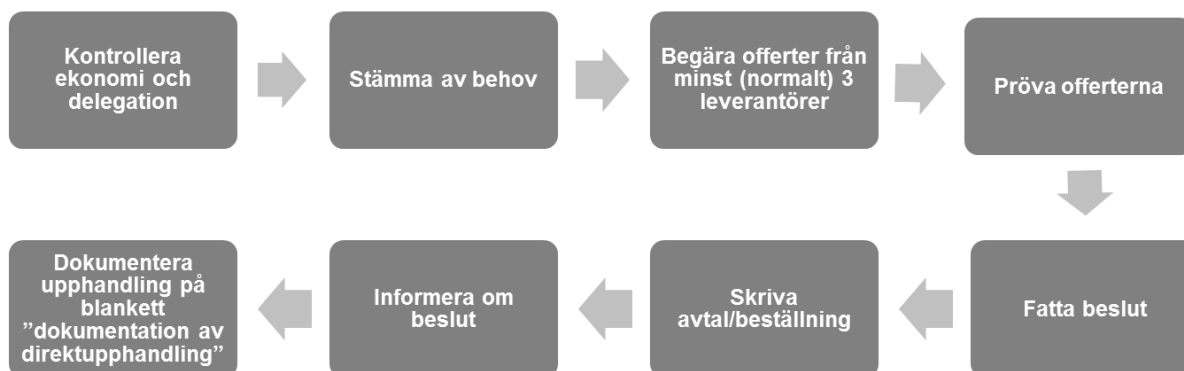 Kontrollera
ekonomi och
delegation
Stämma av behov
Begära offerter från
minst (normalt) 3
leverantörer
Pröva offerterna
Fatta beslut
Skriva
avtal/beställning
Informera om
beslut
Dokumentera
upphandling på
blankett
”dokumentation av
direktupphandling”